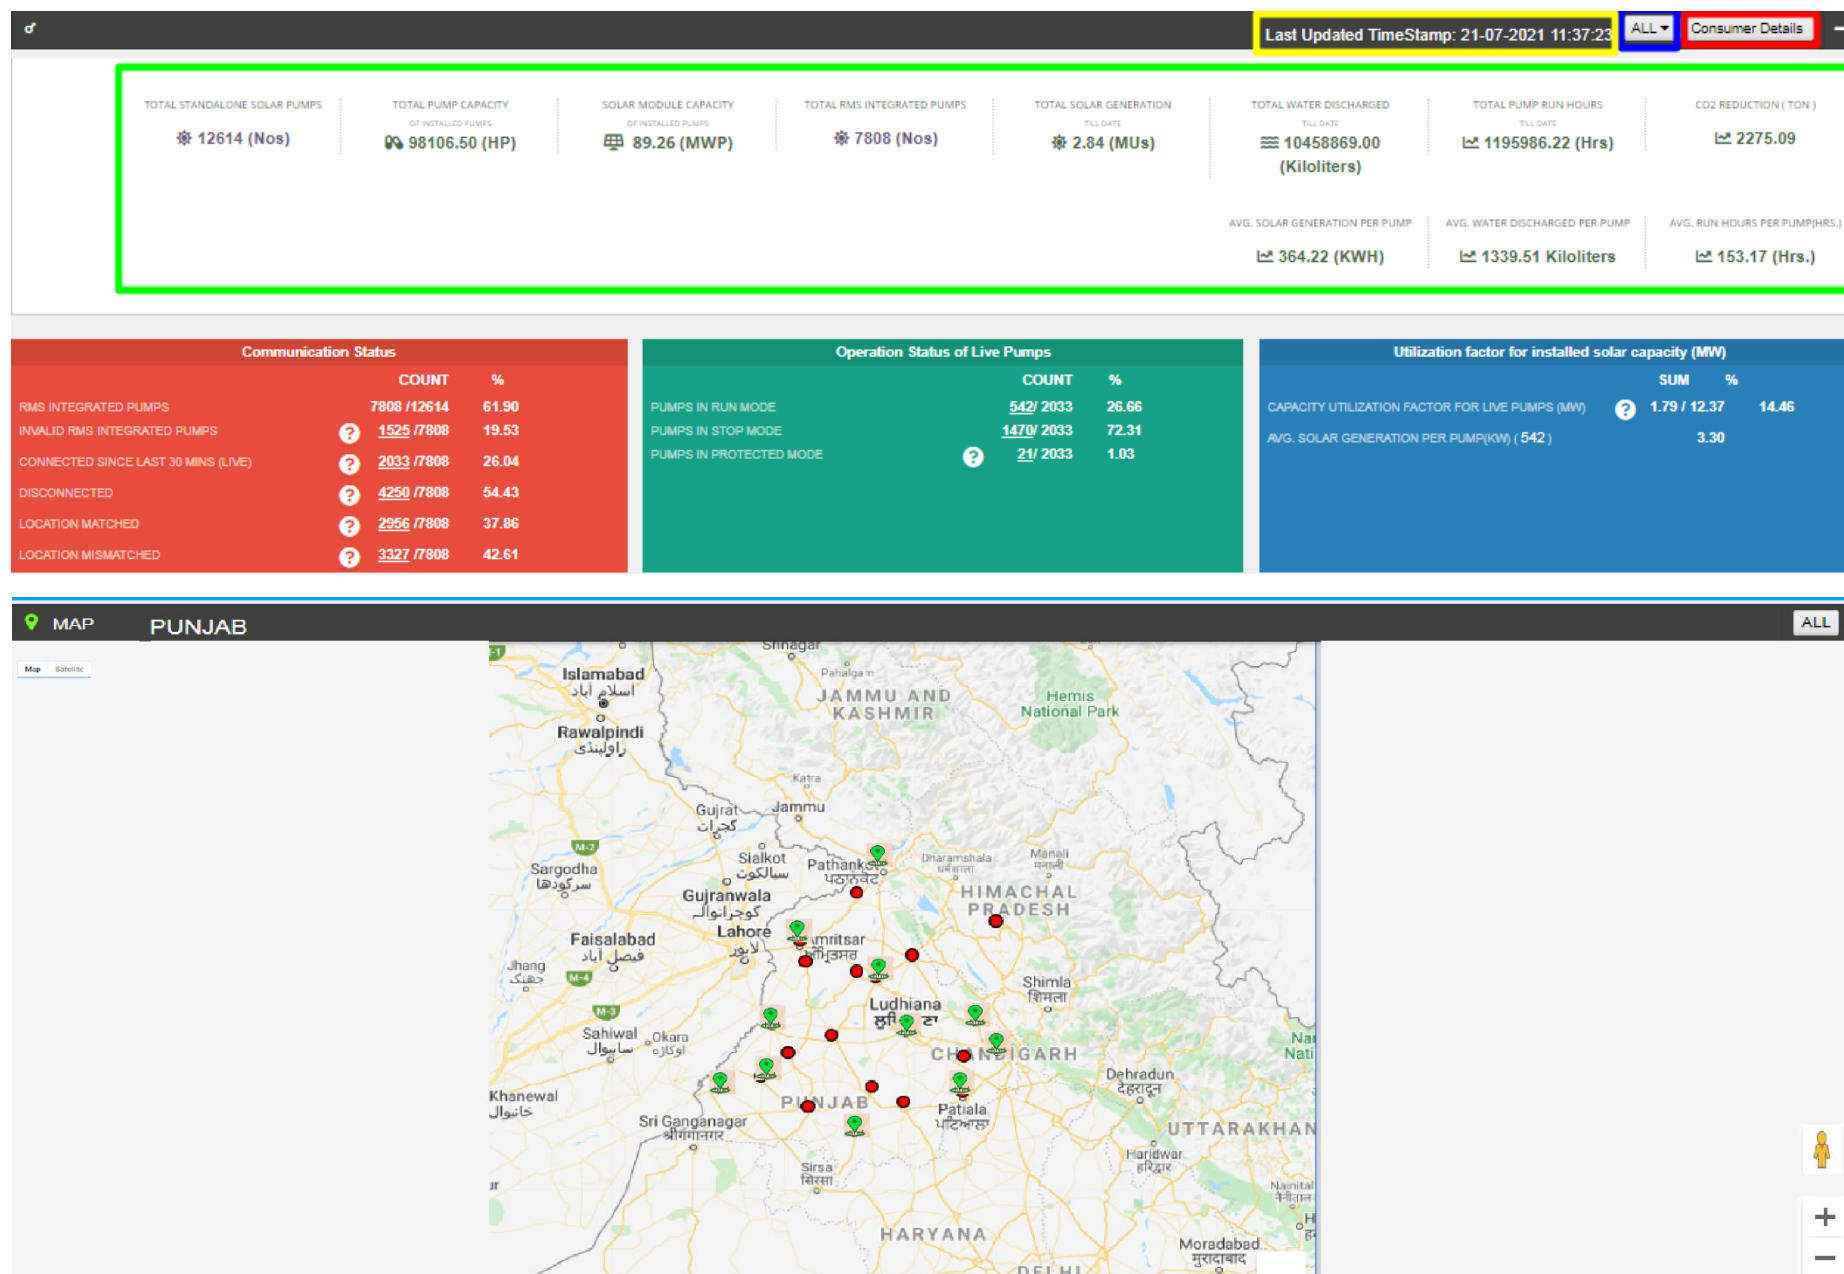 Last Updated TimeStamp: 21-07-2021 11:37:23 ALL Consumer Details
TOTAL STANDALONE SOLAR PUMPS
12614 (Nos)
TOTAL PUMP CAPACITY
OF INSTALLED PUMPS
98106.50 (HP)
SOLAR MODULE CAPACITY
OF INSTALLED PUMPS
89.26 (MWP)
TOTAL RMS INTEGRATED PUMPS
7808 (Nos)
TOTAL SOLAR GENERATION
TILL DATE
2.84 (MUs)
TOTAL WATER DISCHARGED
TILL DATE
10458869.00
(Kiloliters)
TOTAL PUMP RUN HOURS
TILL DATE
1195986.22 (Hrs)
CO2 REDUCTION ( TON )
2275.09
AVG. SOLAR GENERATION PER PUMP
364.22 (KWH)
AVG. WATER DISCHARGED PER PUMP
1339.51 Kiloliters
AVG. RUN HOURS PER PUMP(HRS.)
153.17 (Hrs.)
Communication Status
COUNT %
RMS INTEGRATED PUMPS 7808 /12614 61.90
INVALID RMS INTEGRATED PUMPS ? 1525 /7808 19.53
CONNECTED SINCE LAST 30 MINS (LIVE) ? 2033 /7808 26.04
DISCONNECTED ? 4250 /7808 54.43
LOCATION MATCHED ? 2956 /7808 37.86
LOCATION MISMATCHED ? 3327 /7808 42.61
Operation Status of Live Pumps
COUNT %
PUMPS IN RUN MODE 542/ 2033 26.66
PUMPS IN STOP MODE 1470/ 2033 72.31
PUMPS IN PROTECTED MODE ? 21/ 2033 1.03
Utilization factor for installed solar capacity (MW)
SUM %
CAPACITY UTILIZATION FACTOR FOR LIVE PUMPS (MW) ? 1.79 / 12.37 14.46
AVG. SOLAR GENERATION PER PUMP(KW) ( 542 ) 3.30
MAP PUNJAB ALL
Map Satellite
Srinagar
Islamabad
اسلام آباد
Pahalgam
JAMMU AND
KASHMIR
Hemis
National Park
Rawalpindi
راولپنڈی
Katra
Gujrat
گجرات
Jammu
M-2
Sialkot
سیالکوٹ
Sargodha
سرگودھا
ਪਠਾਨਕੋਟ
Dharamshala
Manali
मनाली
Gujranwala
گوجرانوالہ
HIMACHAL
PRADESH
Lahore
لاہور
Faisalabad
فیصل آباد
Jhang
جھنگ
M-4
Shimla
शिमला
Ludhiana
M-3
Sahiwal
ساہیوال
Okara
اوکاڑہ
Dehradun
देहरादून
Khanewal
خانیوال
PUNJAB
Patiala
ਪਟਿਆਲਾ
Sri Ganganagar
श्रीगंगानगर
UTTARAKHAN
Haridwar
हरिद्वार
Sirsa
सिरसा
Nainital
नैनीताल
HARYANA
Moradabad
मुरादाबाद
DELHI